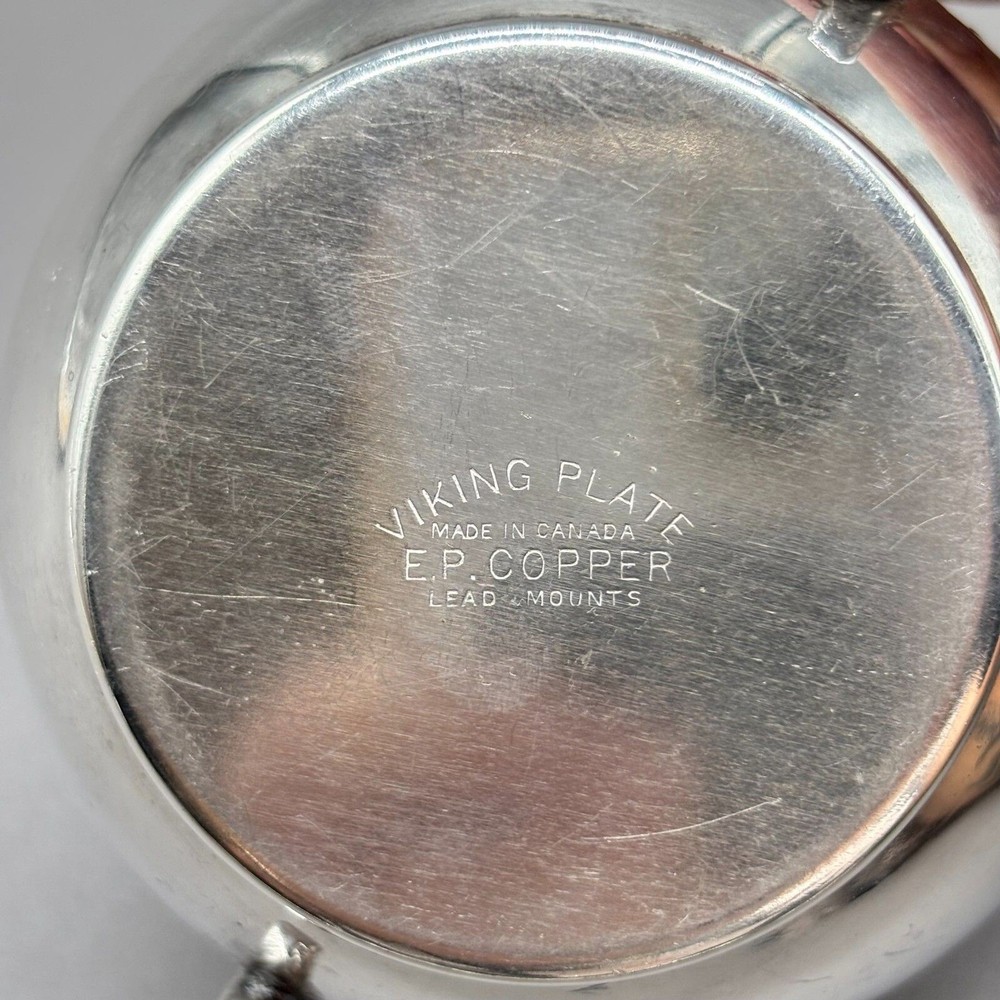 VIKING PLATE
MADE IN CANADA
E.P. COPPER
LEAD MOUNTS